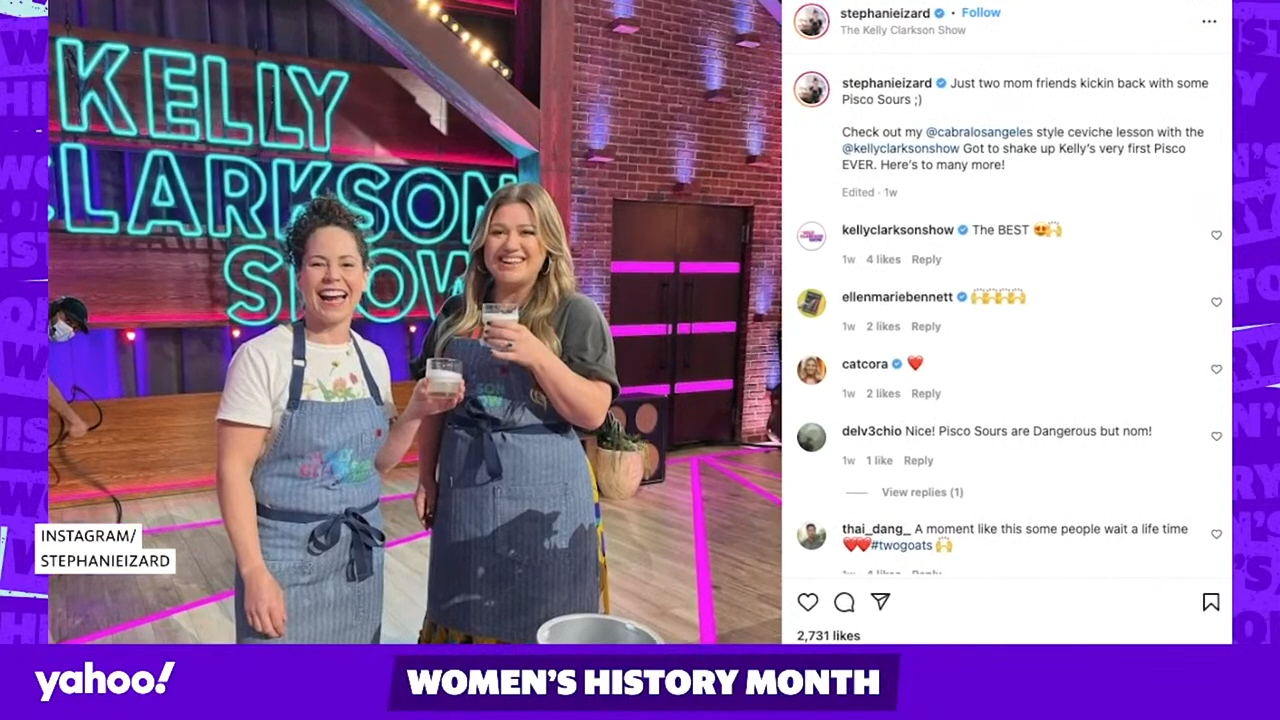 KELLY
CLARKSON
SHOW
INSTAGRAM/
STEPHANIEIZARD
stephanieizard • Follow
The Kelly Clarkson Show
stephanieizard Just two mom friends kickin back with some
Pisco Sours ;)
Check out my @cabralosangeles style ceviche lesson with the
@kellyclarksonshow Got to shake up Kelly's very first Pisco
EVER. Here's to many more!
Edited · 1w
kellyclarksonshow The BEST 😍🙌
1w 4 likes Reply
ellenmariebennett 🙌🙌🙌🙌
1w 2 likes Reply
catcora ❤️
1w 2 likes Reply
delv3chio Nice! Pisco Sours are Dangerous but nom!
1w 1 like Reply
View replies (1)
thai_dang_ A moment like this some people wait a life time
❤️❤️#twogoats 🙌
1w 4 likes Reply
2,731 likes
yahoo!
WOMEN'S HISTORY MONTH